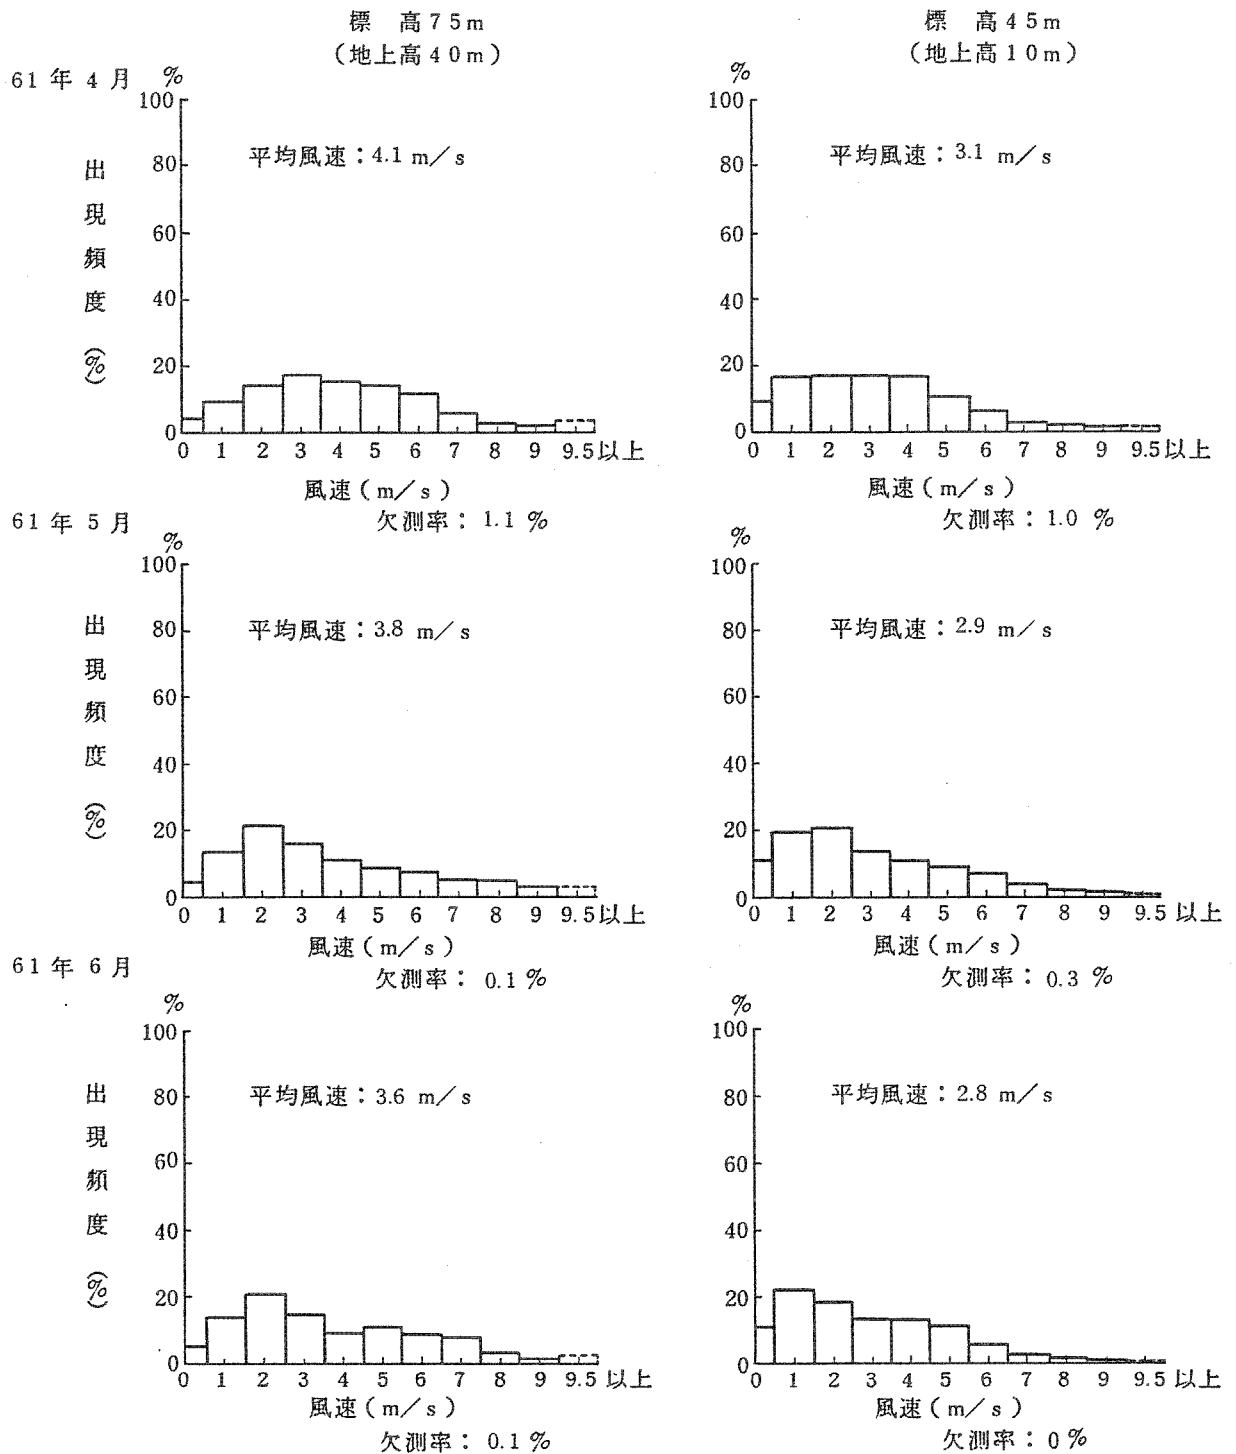 標 高 75m 標 高 45m
(地上高40m) (地上高10m)
61 年 4 月 % %
100 100
平均風速：4.1 m／s 平均風速：3.1 m／s
80 80
60 60
40 40
20 20
0 0
出現頻度 (%)
0 1 2 3 4 5 6 7 8 9 9.5以上 0 1 2 3 4 5 6 7 8 9 9.5以上
風速(m／s) 風速(m／s)
欠測率：1.1 % 欠測率：1.0 %
61 年 5 月 % %
100 100
平均風速：3.8 m／s 平均風速：2.9 m／s
80 80
60 60
40 40
20 20
0 0
出現頻度 (%)
0 1 2 3 4 5 6 7 8 9 9.5以上 0 1 2 3 4 5 6 7 8 9 9.5 以上
風速(m／s) 風速(m／s)
欠測率：0.1 % 欠測率：0.3 %
61 年 6 月 % %
100 100
平均風速：3.6 m／s 平均風速：2.8 m／s
80 80
60 60
40 40
20 20
0 0
出現頻度 (%)
0 1 2 3 4 5 6 7 8 9 9.5 以上 0 1 2 3 4 5 6 7 8 9 9.5 以上
風速(m／s) 風速(m／s)
欠測率：0.1 % 欠測率：0 %